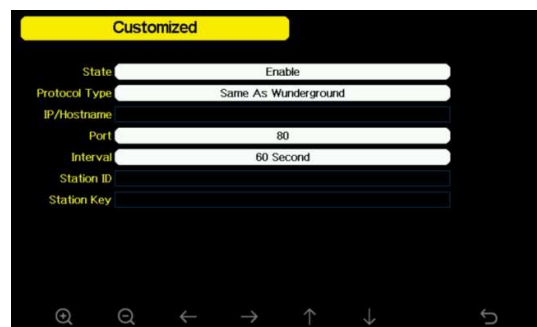 Customized
State Enable
Protocol Type Same As Wunderground
IP/Hostname
Port 80
Interval 60 Second
Station ID
Station Key